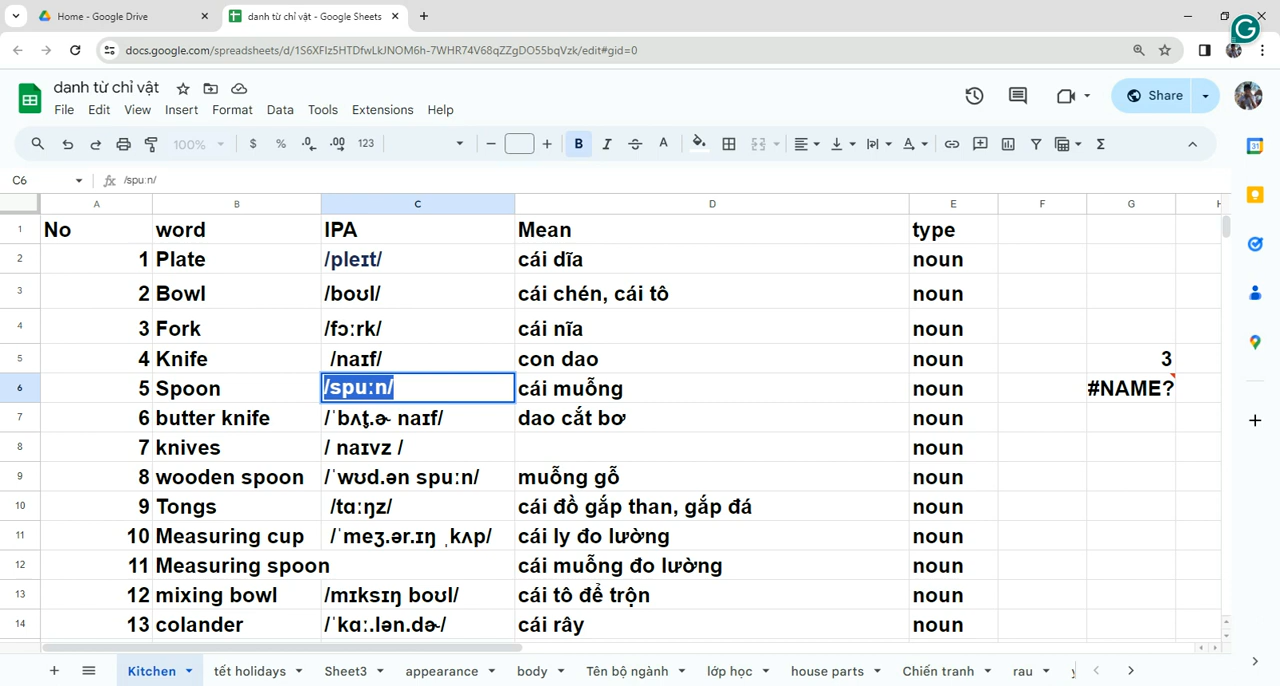 Home - Google Drive
danh từ chỉ vật - Google Sheets
docs.google.com/spreadsheets/d/1S6XFIz5HTDfwLkJNOM6h-7WHR74V68qZZgDO55bqVzk/edit#gid=0
danh từ chỉ vật
File Edit View Insert Format Data Tools Extensions Help
Share
100% $ % .0 .00 123 B I A
C6 fx /spuːn/
A B C D E F G H
1 No word IPA Mean type
2 1 Plate /pleɪt/ cái dĩa noun
3 2 Bowl /boʊl/ cái chén, cái tô noun
4 3 Fork /fɔːrk/ cái nĩa noun
5 4 Knife /naɪf/ con dao noun 3
6 5 Spoon /spuːn/ cái muỗng noun #NAME?
7 6 butter knife /ˈbʌt̬.ɚ naɪf/ dao cắt bơ noun
8 7 knives / naɪvz / noun
9 8 wooden spoon /ˈwʊd.ən spuːn/ muỗng gỗ noun
10 9 Tongs /tɑːŋz/ cái đồ gắp than, gắp đá noun
11 10 Measuring cup /ˈmeʒ.ər.ɪŋ ˌkʌp/ cái ly đo lường noun
12 11 Measuring spoon cái muỗng đo lường noun
13 12 mixing bowl /mɪksɪŋ boʊl/ cái tô để trộn noun
14 13 colander /ˈkɑː.lən.dɚ/ cái rây noun
Kitchen tết holidays Sheet3 appearance body Tên bộ ngành lớp học house parts Chiến tranh rau